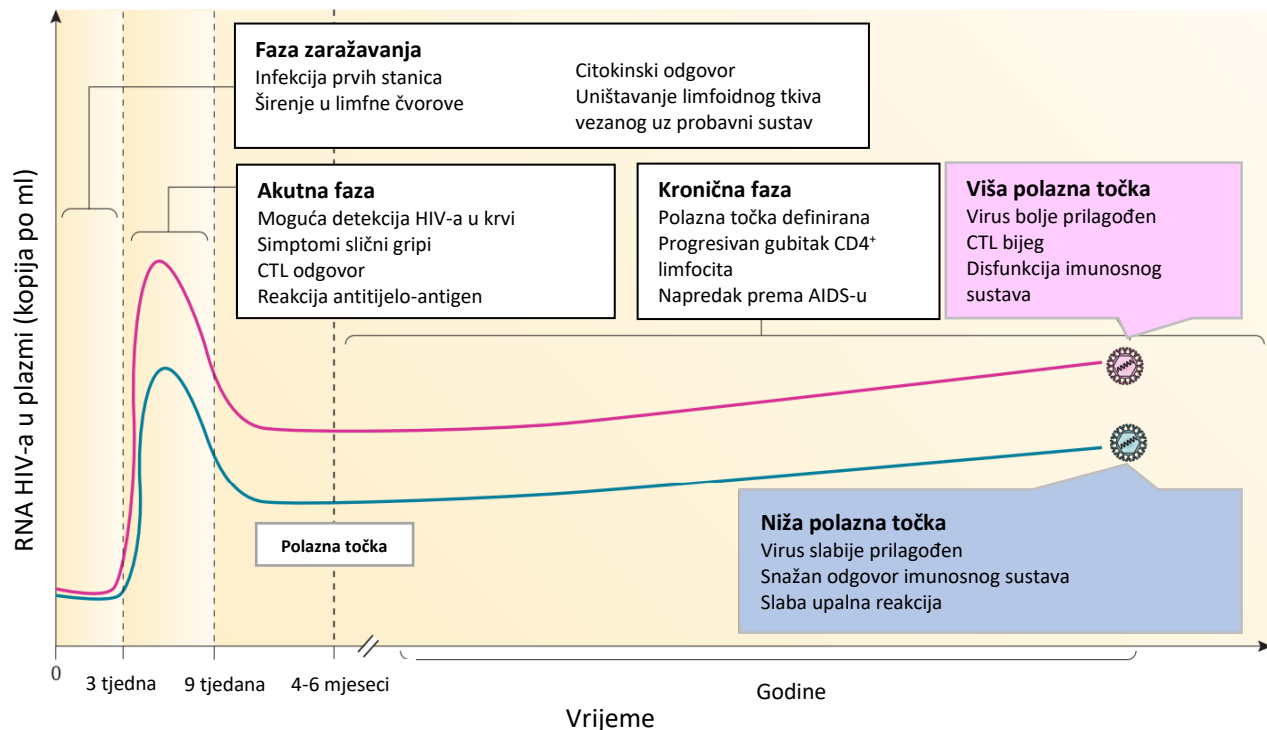 Faza zaražavanja
Infekcija prvih stanica
Širenje u limfne čvorove
Citokinski odgovor
Uništavanje limfoidnog tkiva
vezanog uz probavni sustav
Akutna faza
Moguća detekcija HIV-a u krvi
Simptomi slični gripi
CTL odgovor
Reakcija antitijelo-antigen
Kronična faza
Polazna točka definirana
Progresivan gubitak CD4⁺
limfocita
Napredak prema AIDS-u
Viša polazna točka
Virus bolje prilagođen
CTL bijeg
Disfunkcija imunosnog
sustava
Polazna točka
Niža polazna točka
Virus slabije prilagođen
Snažan odgovor imunosnog sustava
Slaba upalna reakcija
RNA HIV-a u plazmi (kopija po ml)
0
3 tjedna
9 tjedana
4-6 mjeseci
Godine
Vrijeme